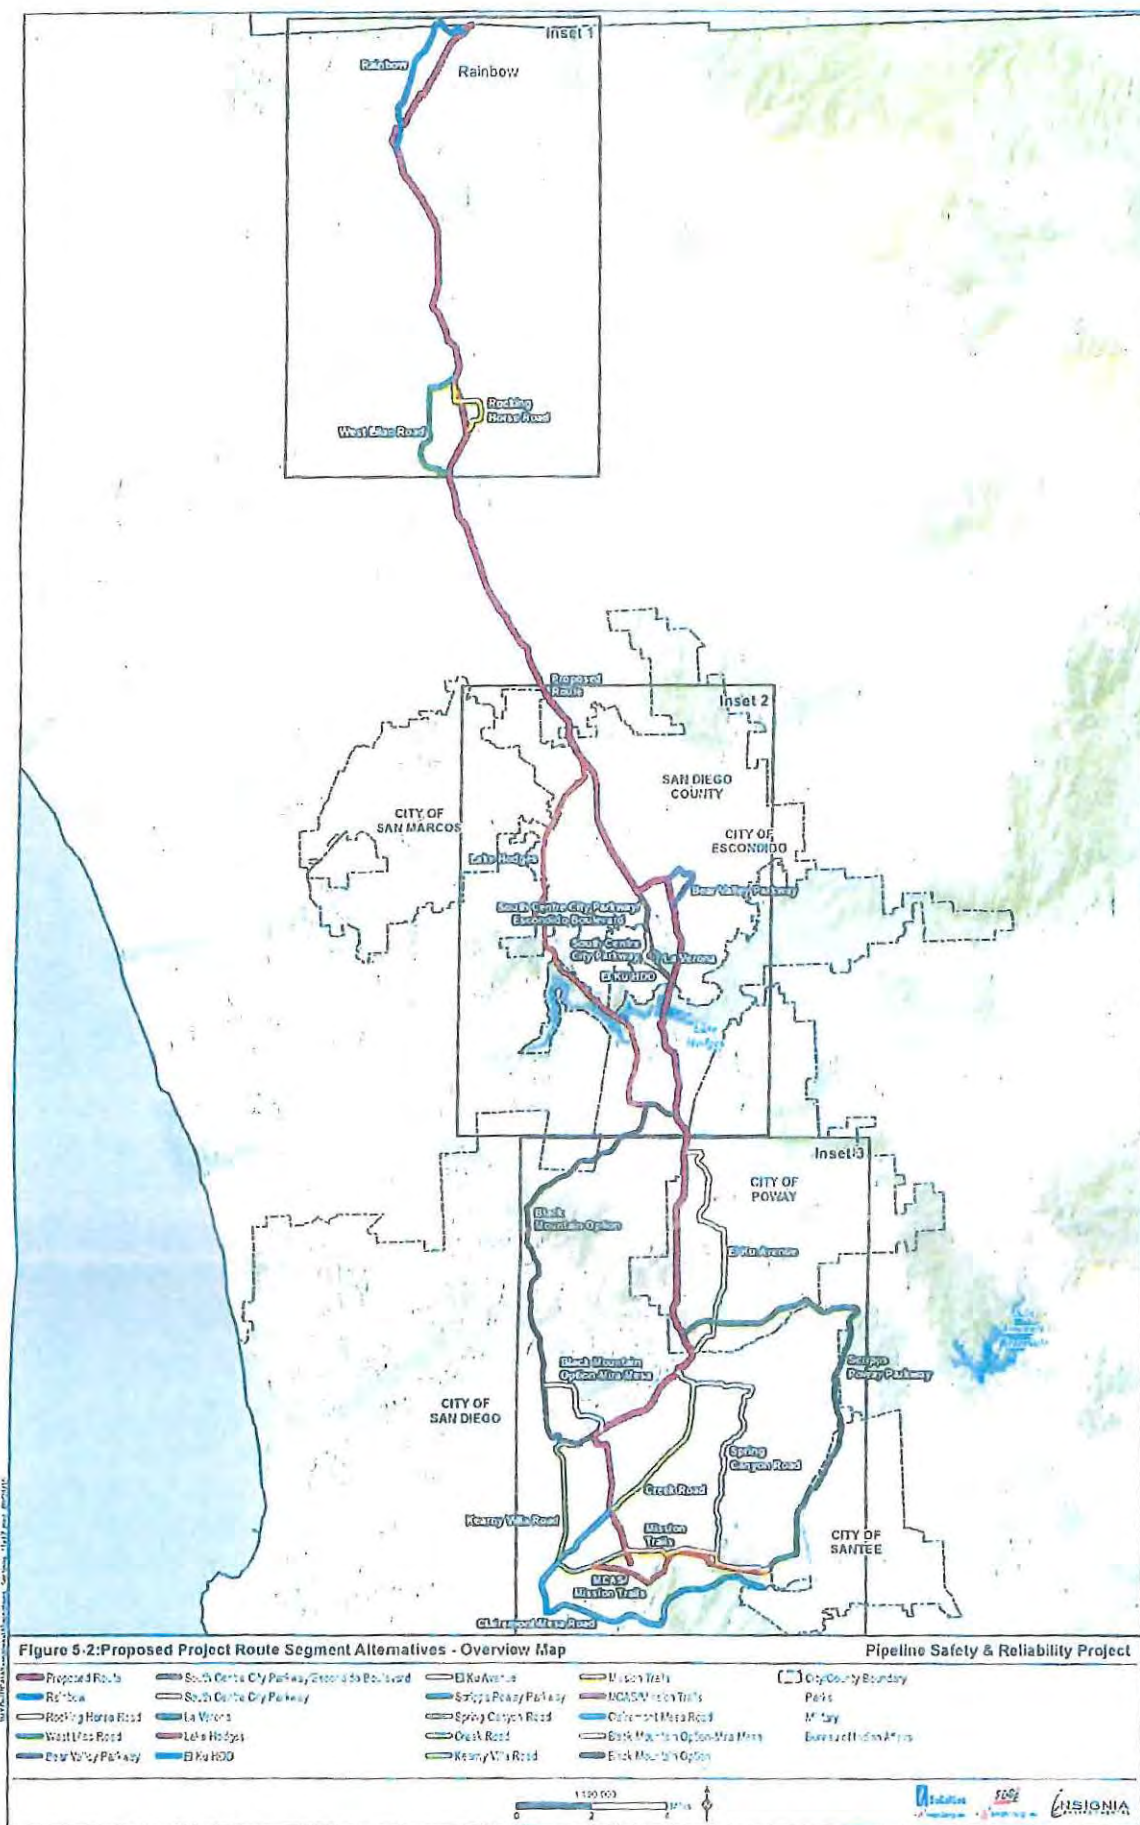 Inset 1
Rainbow
Rainbow
Rocking
Horse Road
West Lilac Road
Proposed
Route
Inset 2
SAN DIEGO
COUNTY
CITY OF
SAN MARCOS
CITY OF
ESCONDIDO
Lake Hodges
Bear Valley Parkway
South Centre City Parkway/
Escondido Boulevard
South Centre
City Parkway
La Verona
El Ku HDD
Lake
Hodges
Inset 3
CITY OF
POWAY
Black
Mountain Option
El Ku Avenue
Black Mountain
Option-Mira Mesa
Scripps
Poway Parkway
CITY OF
SAN DIEGO
Spring
Canyon Road
Creek Road
Kearny Villa Road
Mission
Trails
CITY OF
SANTEE
MCAS/
Mission Trails
Clairemont Mesa Road
Figure 5-2:Proposed Project Route Segment Alternatives - Overview Map
Pipeline Safety & Reliability Project
Proposed Route
Rainbow
Rocking Horse Road
West Lilac Road
Bear Valley Parkway
South Centre City Parkway/Escondido Boulevard
South Centre City Parkway
La Verona
Lake Hodges
El Ku HDD
El Ku Avenue
Scripps Poway Parkway
Spring Canyon Road
Creek Road
Kearny Villa Road
Mission Trails
MCAS/Mission Trails
Clairemont Mesa Road
Black Mountain Option-Mira Mesa
Black Mountain Option
City/County Boundary
Parks
Military
Bureau of Indian Affairs
0
2
4
Miles
SDGE
INSIGNIA
ENVIRONMENTAL